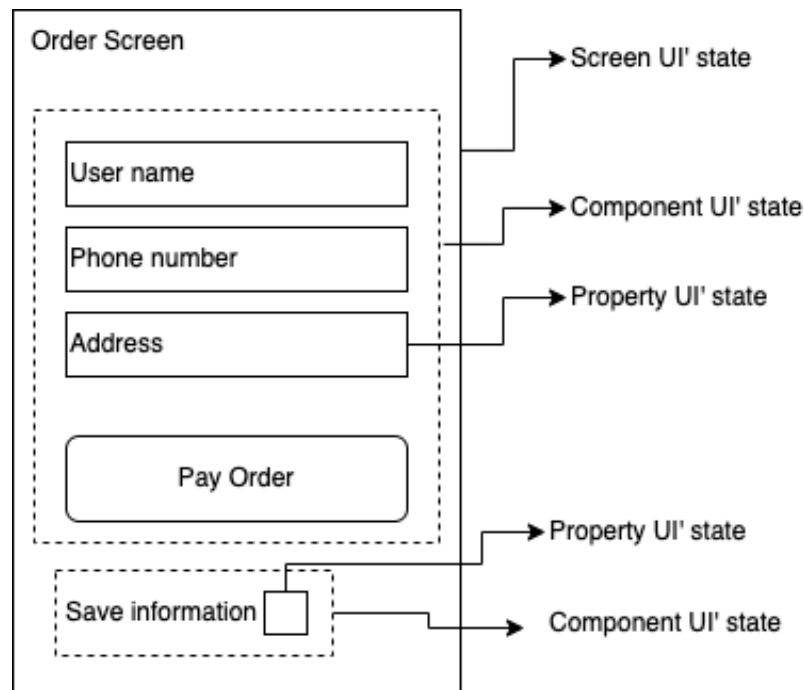 Order Screen
Screen UI' state
User name
Component UI' state
Phone number
Property UI' state
Address
Pay Order
Property UI' state
Save information
Component UI' state